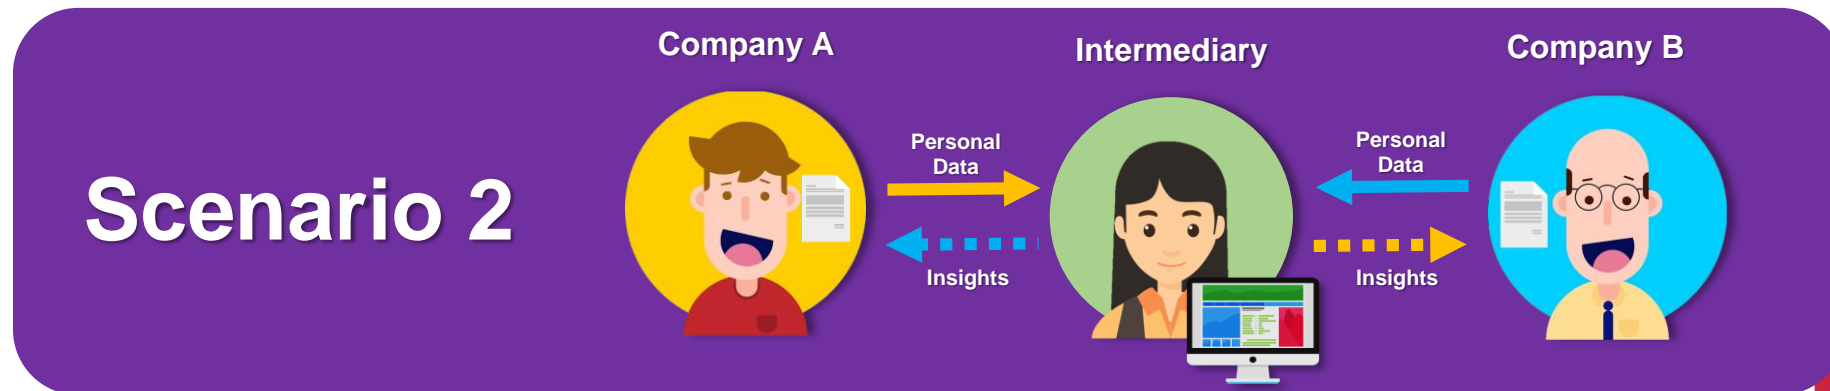 Scenario 2
Company A
Intermediary
Company B
Personal
Data
Insights
Personal
Data
Insights